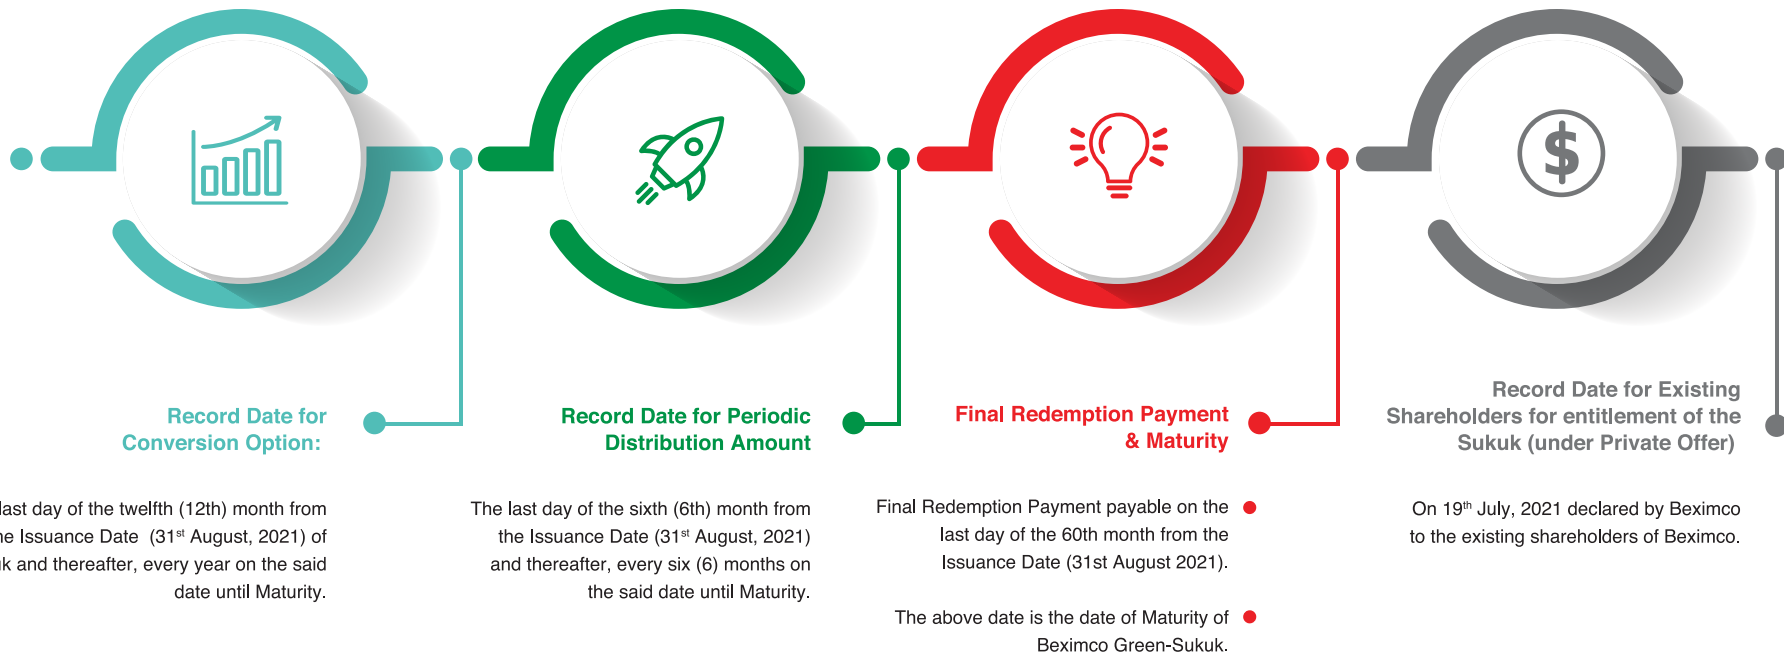 Record Date for
Conversion Option:
last day of the twelfth (12th) month from
Issuance Date (31st August, 2021) of
and thereafter, every year on the said
date until Maturity.
Record Date for Periodic
Distribution Amount
The last day of the sixth (6th) month from
the Issuance Date (31st August, 2021)
and thereafter, every six (6) months on
the said date until Maturity.
Final Redemption Payment
& Maturity
Final Redemption Payment payable on the
last day of the 60th month from the
Issuance Date (31st August 2021).
The above date is the date of Maturity of
Beximco Green-Sukuk.
Record Date for Existing
Shareholders for entitlement of the
Sukuk (under Private Offer)
On 19th July, 2021 declared by Beximco
to the existing shareholders of Beximco.